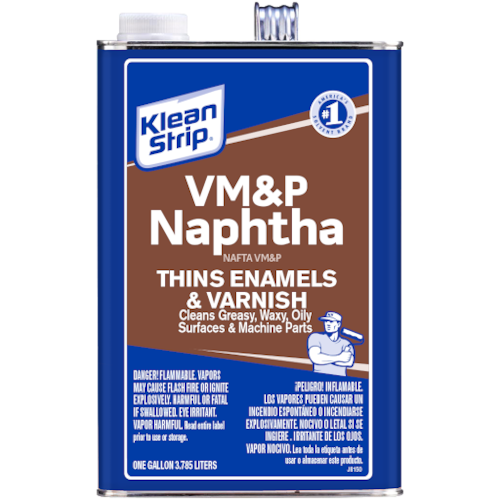 AMERICA'S
#1
SOLVENT BRAND
Klean
Strip®
VM&P
Naphtha
NAFTA VM&P
THINS ENAMELS
& VARNISH
Cleans Greasy, Waxy, Oily
Surfaces & Machine Parts
DANGER! FLAMMABLE. VAPORS
MAY CAUSE FLASH FIRE OR IGNITE
EXPLOSIVELY. HARMFUL OR FATAL
IF SWALLOWED. EYE IRRITANT.
VAPOR HARMFUL. Read entire label
prior to use or storage.
ONE GALLON 3.785 LITERS
¡PELIGRO! INFLAMABLE.
LOS VAPORES PUEDEN CAUSAR UN
INCENDIO ESPONTÁNEO O INCENDIARSE
EXPLOSIVAMENTE. NOCIVO O LETAL SI SE
INGIERE, IRRITANTE DE LOS OJOS.
VAPOR NOCIVO. Lea toda la etiqueta antes de
usar o almacenar este producto.